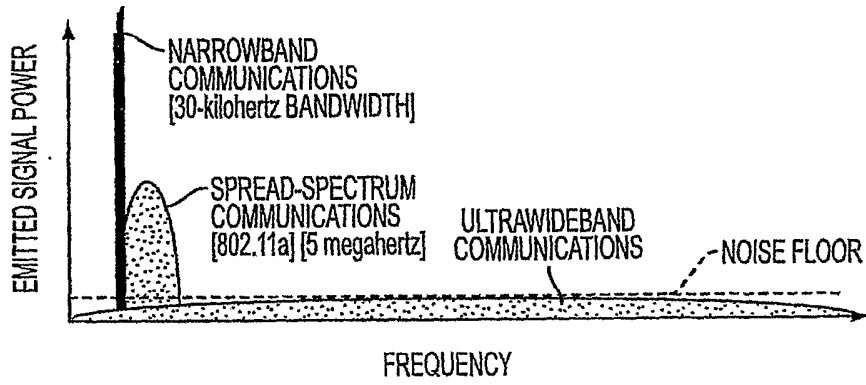 EMITTED SIGNAL POWER
NARROWBAND
COMMUNICATIONS
[30-kilohertz BANDWIDTH]
SPREAD-SPECTRUM
COMMUNICATIONS
[802.11a] [5 megahertz]
ULTRAWIDEBAND
COMMUNICATIONS
NOISE FLOOR
FREQUENCY